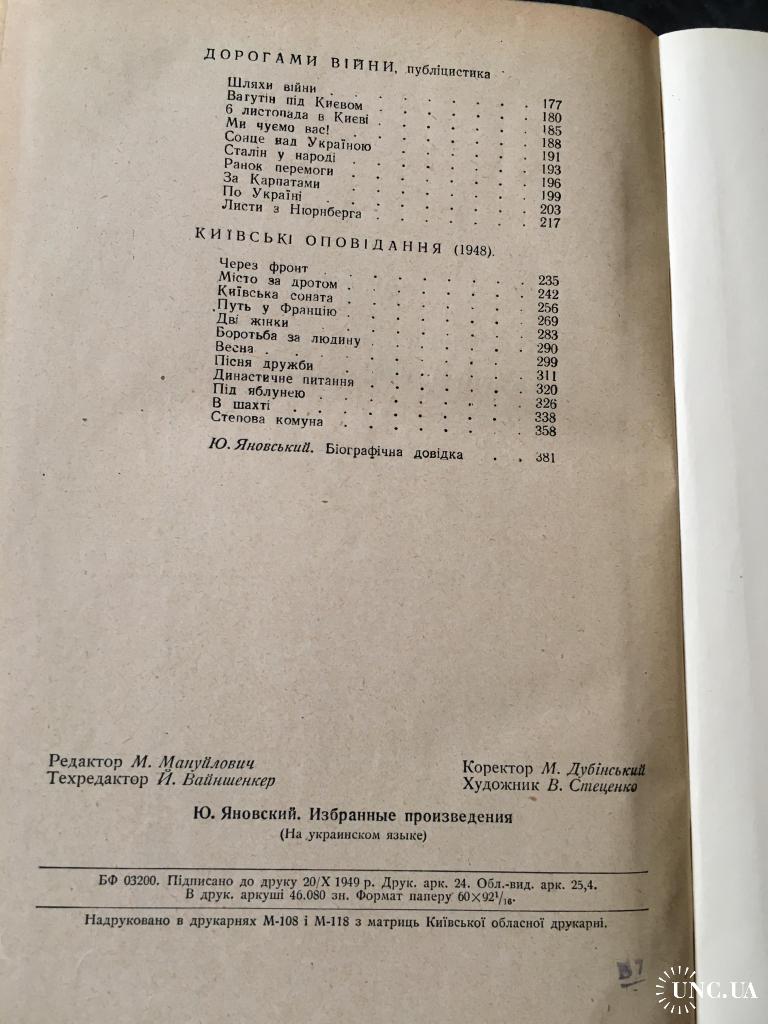 ДОРОГАМИ ВІЙНИ, публіцистика
Шляхи війни . . . . . . . . 177
Вагутін під Києвом . . . . . . . 180
6 листопада в Києві . . . . . . . 185
Ми чуємо вас! . . . . . . . 188
Сонце над Україною . . . . . . . 191
Сталін у народі . . . . . . . 193
Ранок перемоги . . . . . . . 196
За Карпатами . . . . . . . 199
По Україні . . . . . . . 203
Листи з Нюрнберга . . . . . . . 217
КИЇВСЬКІ ОПОВІДАННЯ (1948).
Через фронт . . . . . . . 235
Місто за дротом . . . . . . . 242
Київська соната . . . . . . . 256
Путь у Францію . . . . . . . 269
Дві жінки . . . . . . . 283
Боротьба за людину . . . . . . . 290
Весна . . . . . . . 299
Пісня дружби . . . . . . . 311
Династичне питання . . . . . . . 320
Під яблунею . . . . . . . 326
В шахті . . . . . . . 338
Степова комуна . . . . . . . 358
Ю. Яновський. Біографічна довідка . . 381
Редактор М. Мануйлович
Техредактор Й. Вайншенкер
Коректор М. Дубінський
Художник В. Стеценко
Ю. Яновский. Избранные произведения
(На украинском языке)
БФ 03200. Підписано до друку 20/X 1949 р. Друк. арк. 24. Обл.-вид. арк. 25,4.
В друк. аркуші 46.080 зн. Формат паперу 60×92¹/₁₆.
Надруковано в друкарнях М-108 і М-118 з матриць Київської обласної друкарні.
В7
UNC.UA